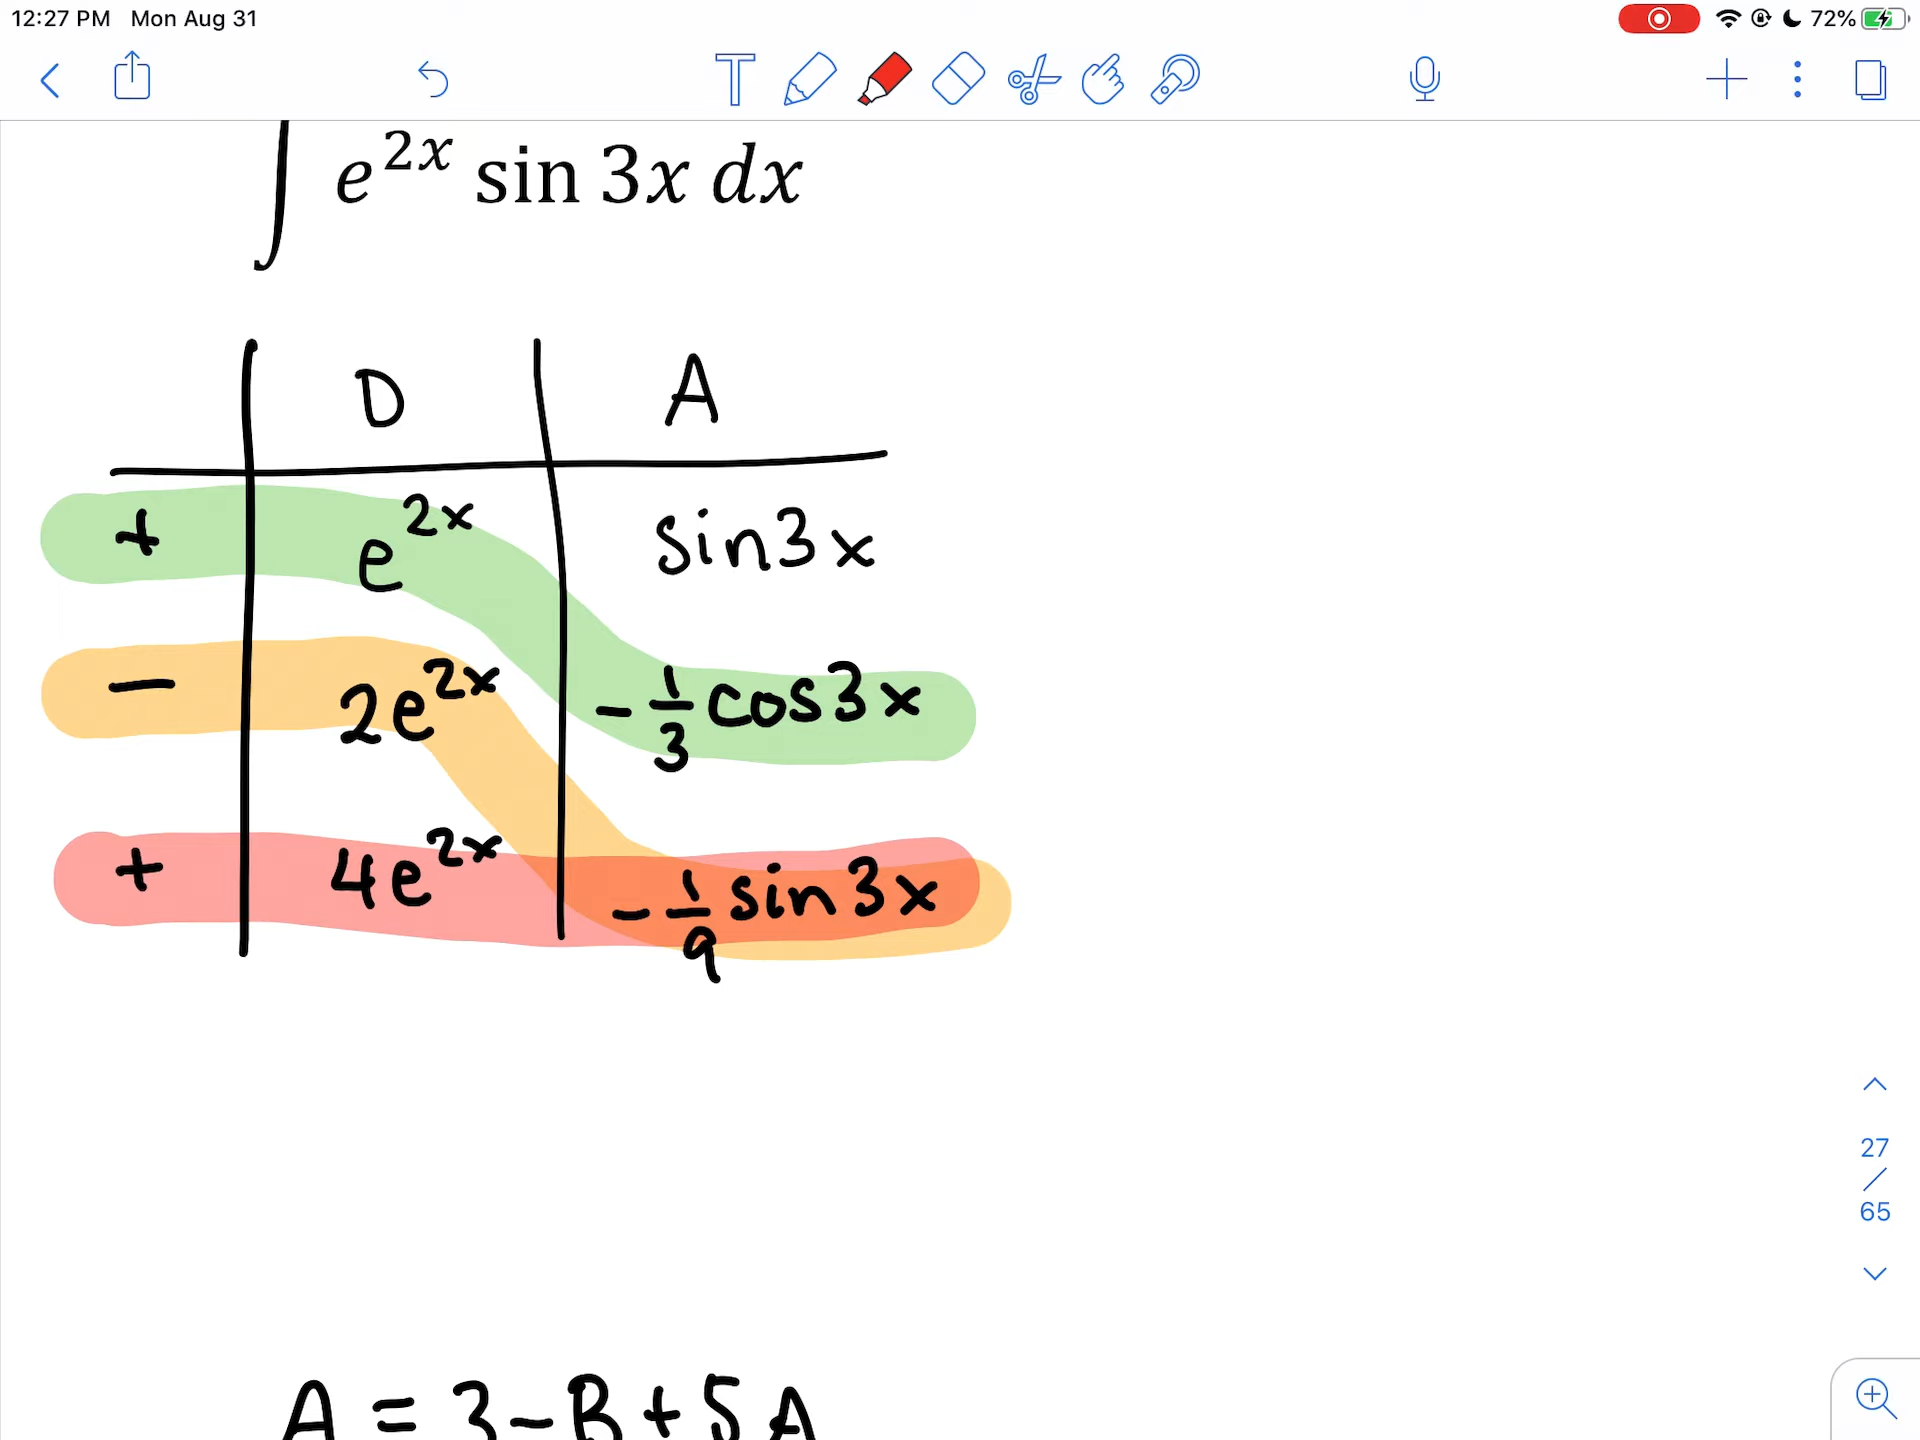 12:27 PM Mon Aug 31 72%
T
∫ e^{2x} sin 3x dx
D A
+ e^{2x} sin3x
− 2e^{2x} -1/3 cos3x
+ 4e^{2x} -1/9 sin3x
27
/
65
A = 3-B+5A